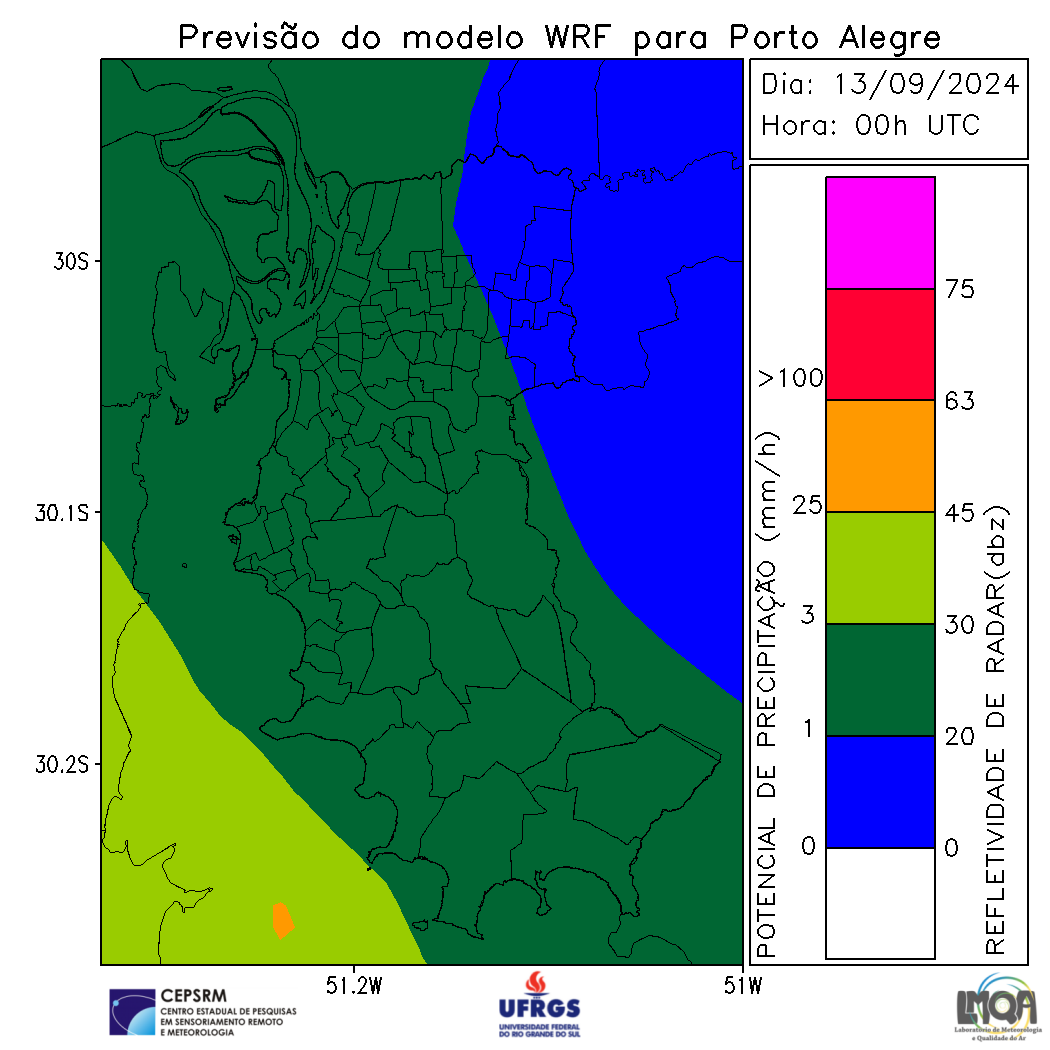 Previsão do modelo WRF para Porto Alegre
Dia: 13/09/2024
Hora: 00h UTC
30S
30.1S
30.2S
51.2W
51W
POTENCIAL DE PRECIPITAÇÃO (mm/h)
>100
25
3
1
0
75
63
45
30
20
0
REFLETIVIDADE DE RADAR(dbz)
CEPSRM
CENTRO ESTADUAL DE PESQUISAS
EM SENSORIAMENTO REMOTO
E METEOROLOGIA
UFRGS
UNIVERSIDADE FEDERAL
DO RIO GRANDE DO SUL
LMQA
Laboratório de Meteorologia
e Qualidade do Ar